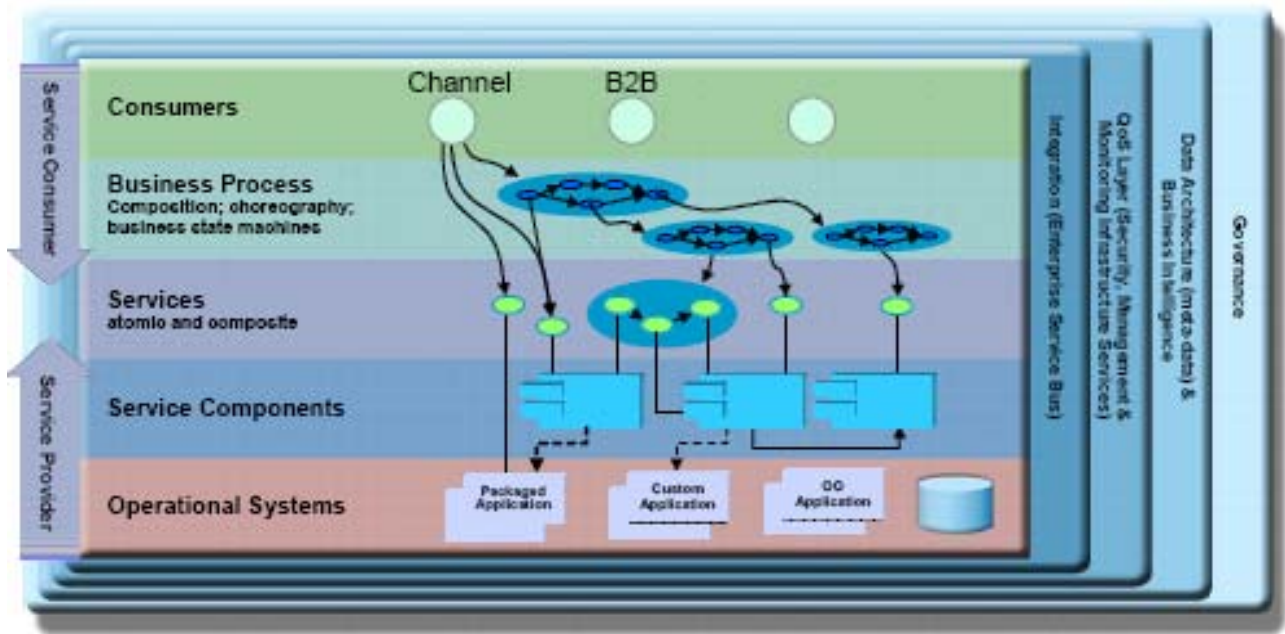 Channel
B2B
Consumers
Business Process
Composition; choreography;
business state machines
Services
atomic and composite
Service Components
Operational Systems
Packaged
Application
Custom
Application
OO
Application
Service Consumer
Service Provider
Integration (Enterprise Service Bus)
QoS Layer (Security, Management &
Monitoring Infrastructure Services)
Data Architecture (meta-data) &
Business Intelligence
Governance